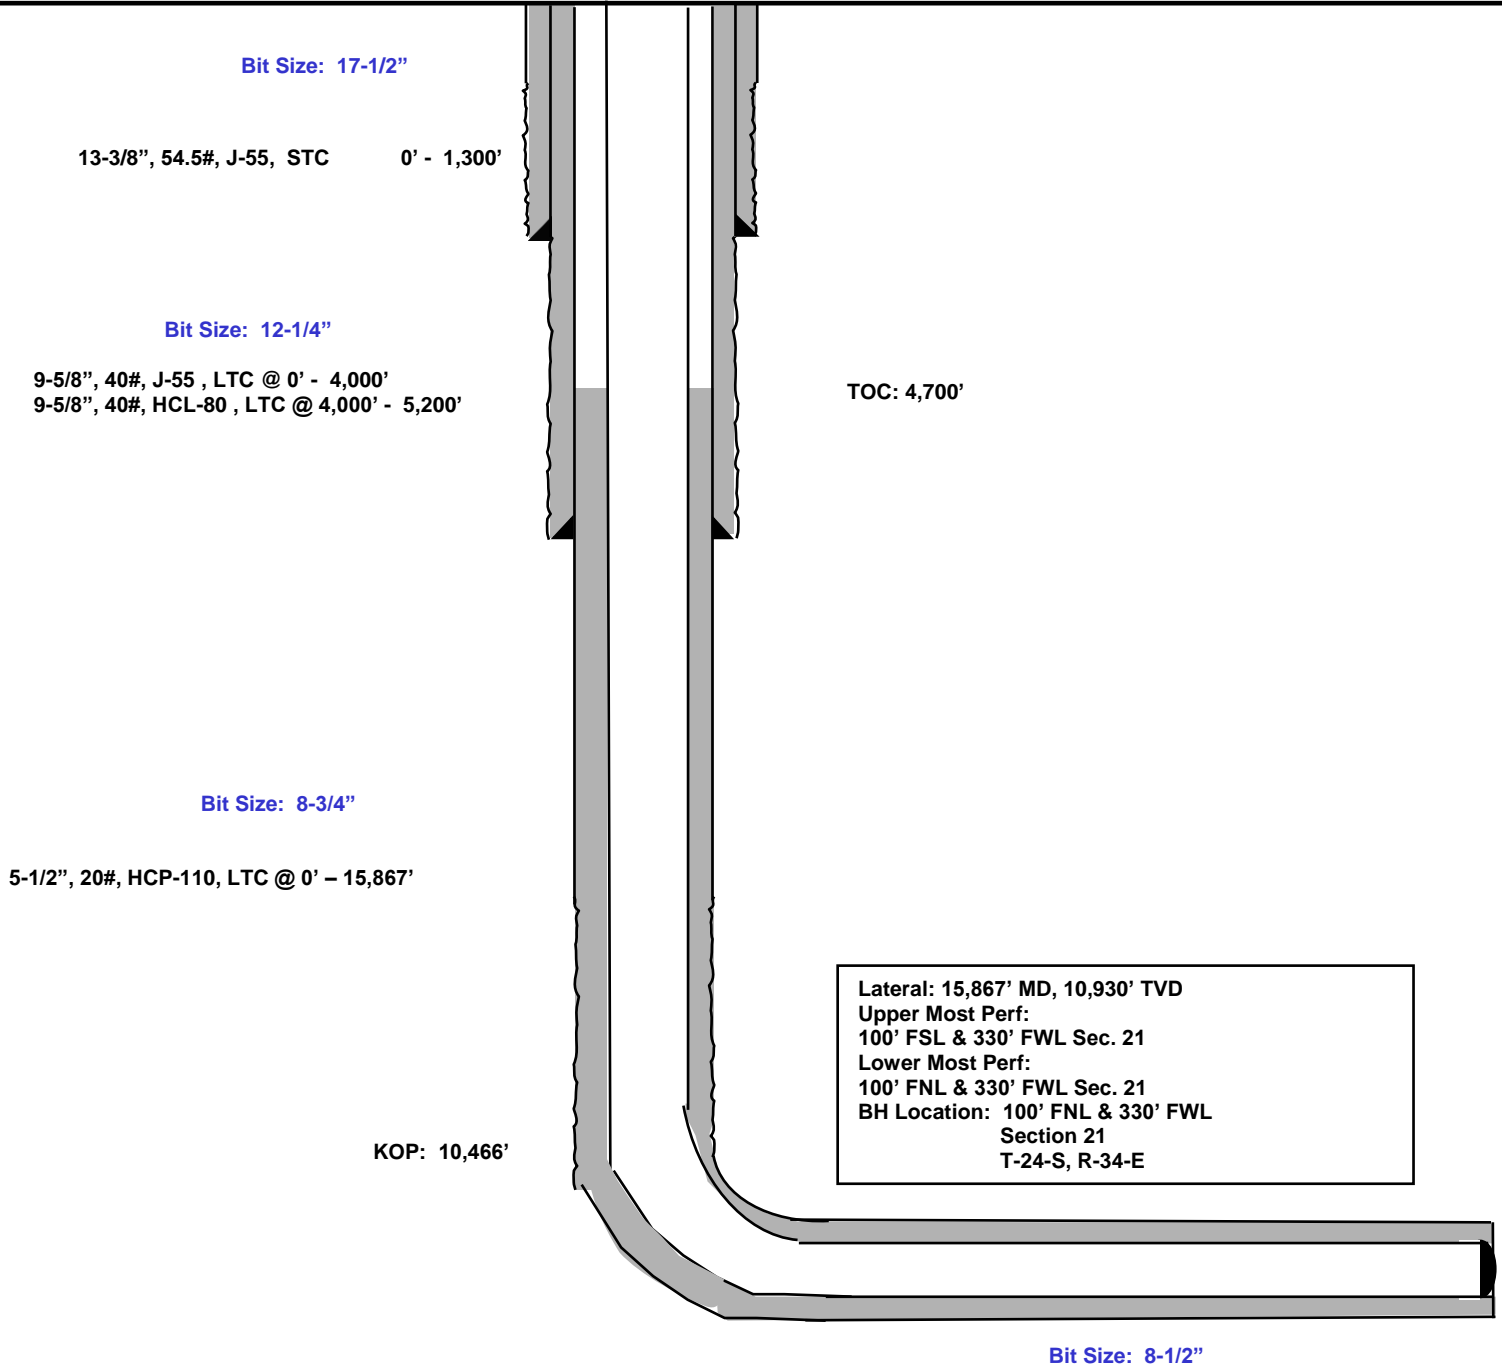 Bit Size: 17-1/2”
13-3/8”, 54.5#, J-55, STC 0’ - 1,300’
Bit Size: 12-1/4”
9-5/8”, 40#, J-55 , LTC @ 0’ - 4,000’
9-5/8”, 40#, HCL-80 , LTC @ 4,000’ - 5,200’
TOC: 4,700’
Bit Size: 8-3/4”
5-1/2”, 20#, HCP-110, LTC @ 0’ – 15,867’
Lateral: 15,867’ MD, 10,930’ TVD
Upper Most Perf:
100’ FSL & 330’ FWL Sec. 21
Lower Most Perf:
100’ FNL & 330’ FWL Sec. 21
BH Location: 100’ FNL & 330’ FWL
Section 21
T-24-S, R-34-E
KOP: 10,466’
Bit Size: 8-1/2”